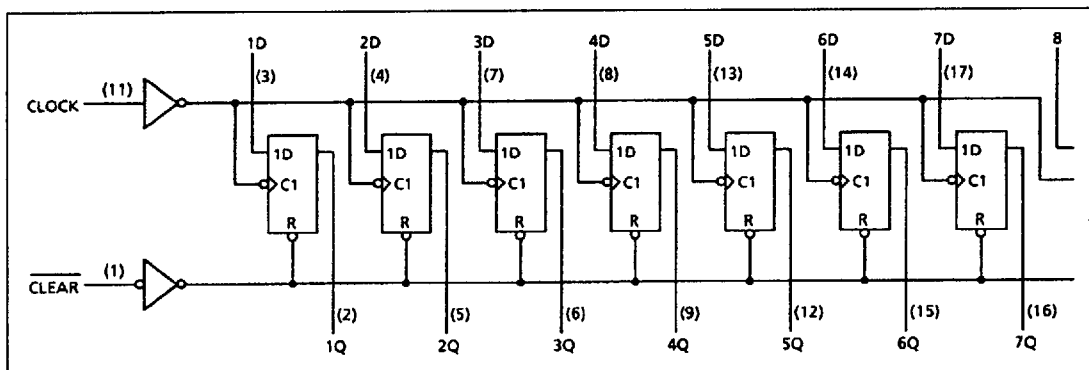 1D 2D 3D 4D 5D 6D 7D 8
(3) (4) (7) (8) (13) (14) (17)
CLOCK (11)
1D 1D 1D 1D 1D 1D 1D
C1 C1 C1 C1 C1 C1 C1
R R R R R R R
CLEAR (1)
(2) (5) (6) (9) (12) (15) (16)
1Q 2Q 3Q 4Q 5Q 6Q 7Q